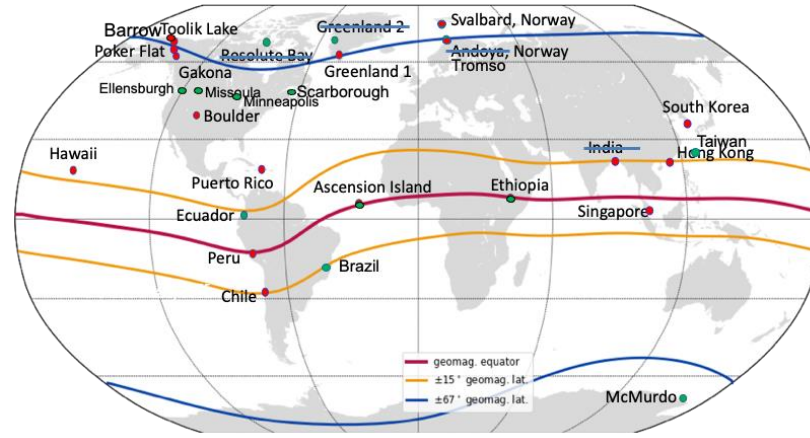 Barrow
Toolik Lake
Greenland 2
Svalbard, Norway
Poker Flat
Resolute Bay
Andoya, Norway
Tromso
Gakona
Greenland 1
Ellensburgh
Missoula
Minneapolis
Scarborough
Boulder
South Korea
Hawaii
India
Taiwan
Hong Kong
Puerto Rico
Ascension Island
Ethiopia
Ecuador
Singapore
Peru
Brazil
Chile
geomag. equator
±15° geomag. lat.
±67° geomag. lat.
McMurdo